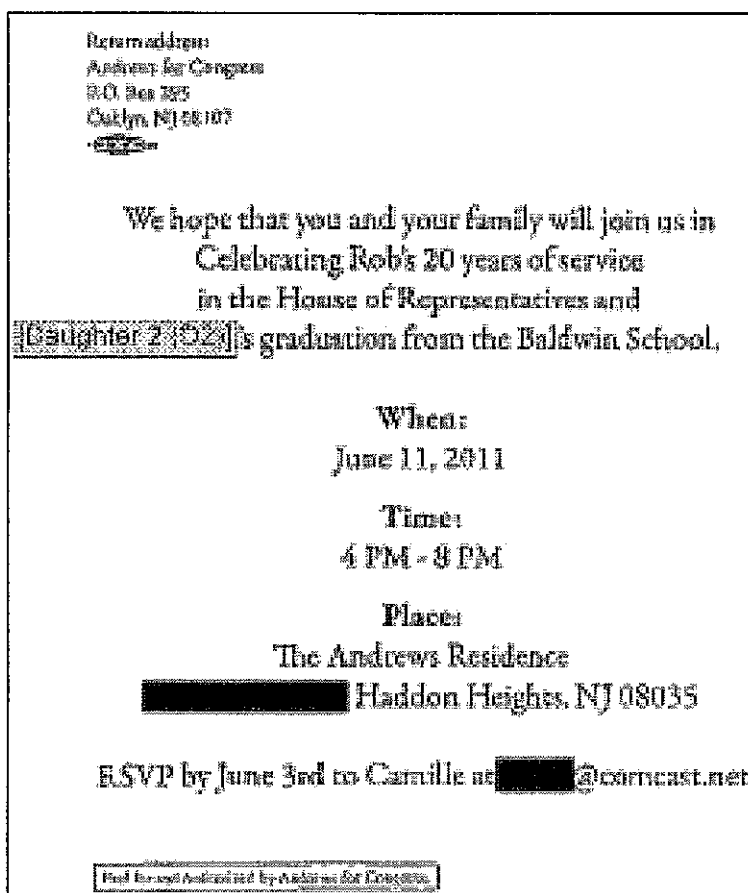 Return address:
Andrews for Congress
P.O. Box 295
Oaklyn, NJ 08107
We hope that you and your family will join us in
Celebrating Rob's 20 years of service
in the House of Representatives and
[Daughter 2 (D2)]'s graduation from the Baldwin School.
When:
June 11, 2011
Time:
4 PM - 8 PM
Place:
The Andrews Residence
Haddon Heights, NJ 08035
RSVP by June 3rd to Camille at @comcast.net
Paid for and Authorized by Andrews for Congress.